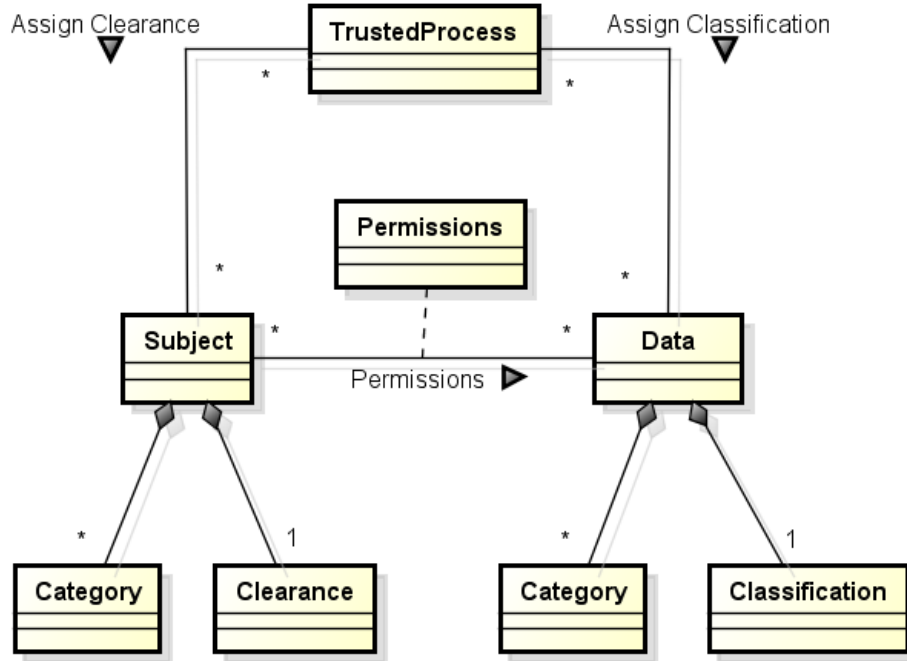 Assign Clearance
TrustedProcess
Assign Classification
*
*
Permissions
*
*
Subject
*
*
Data
Permissions
*
1
*
1
Category
Clearance
Category
Classification